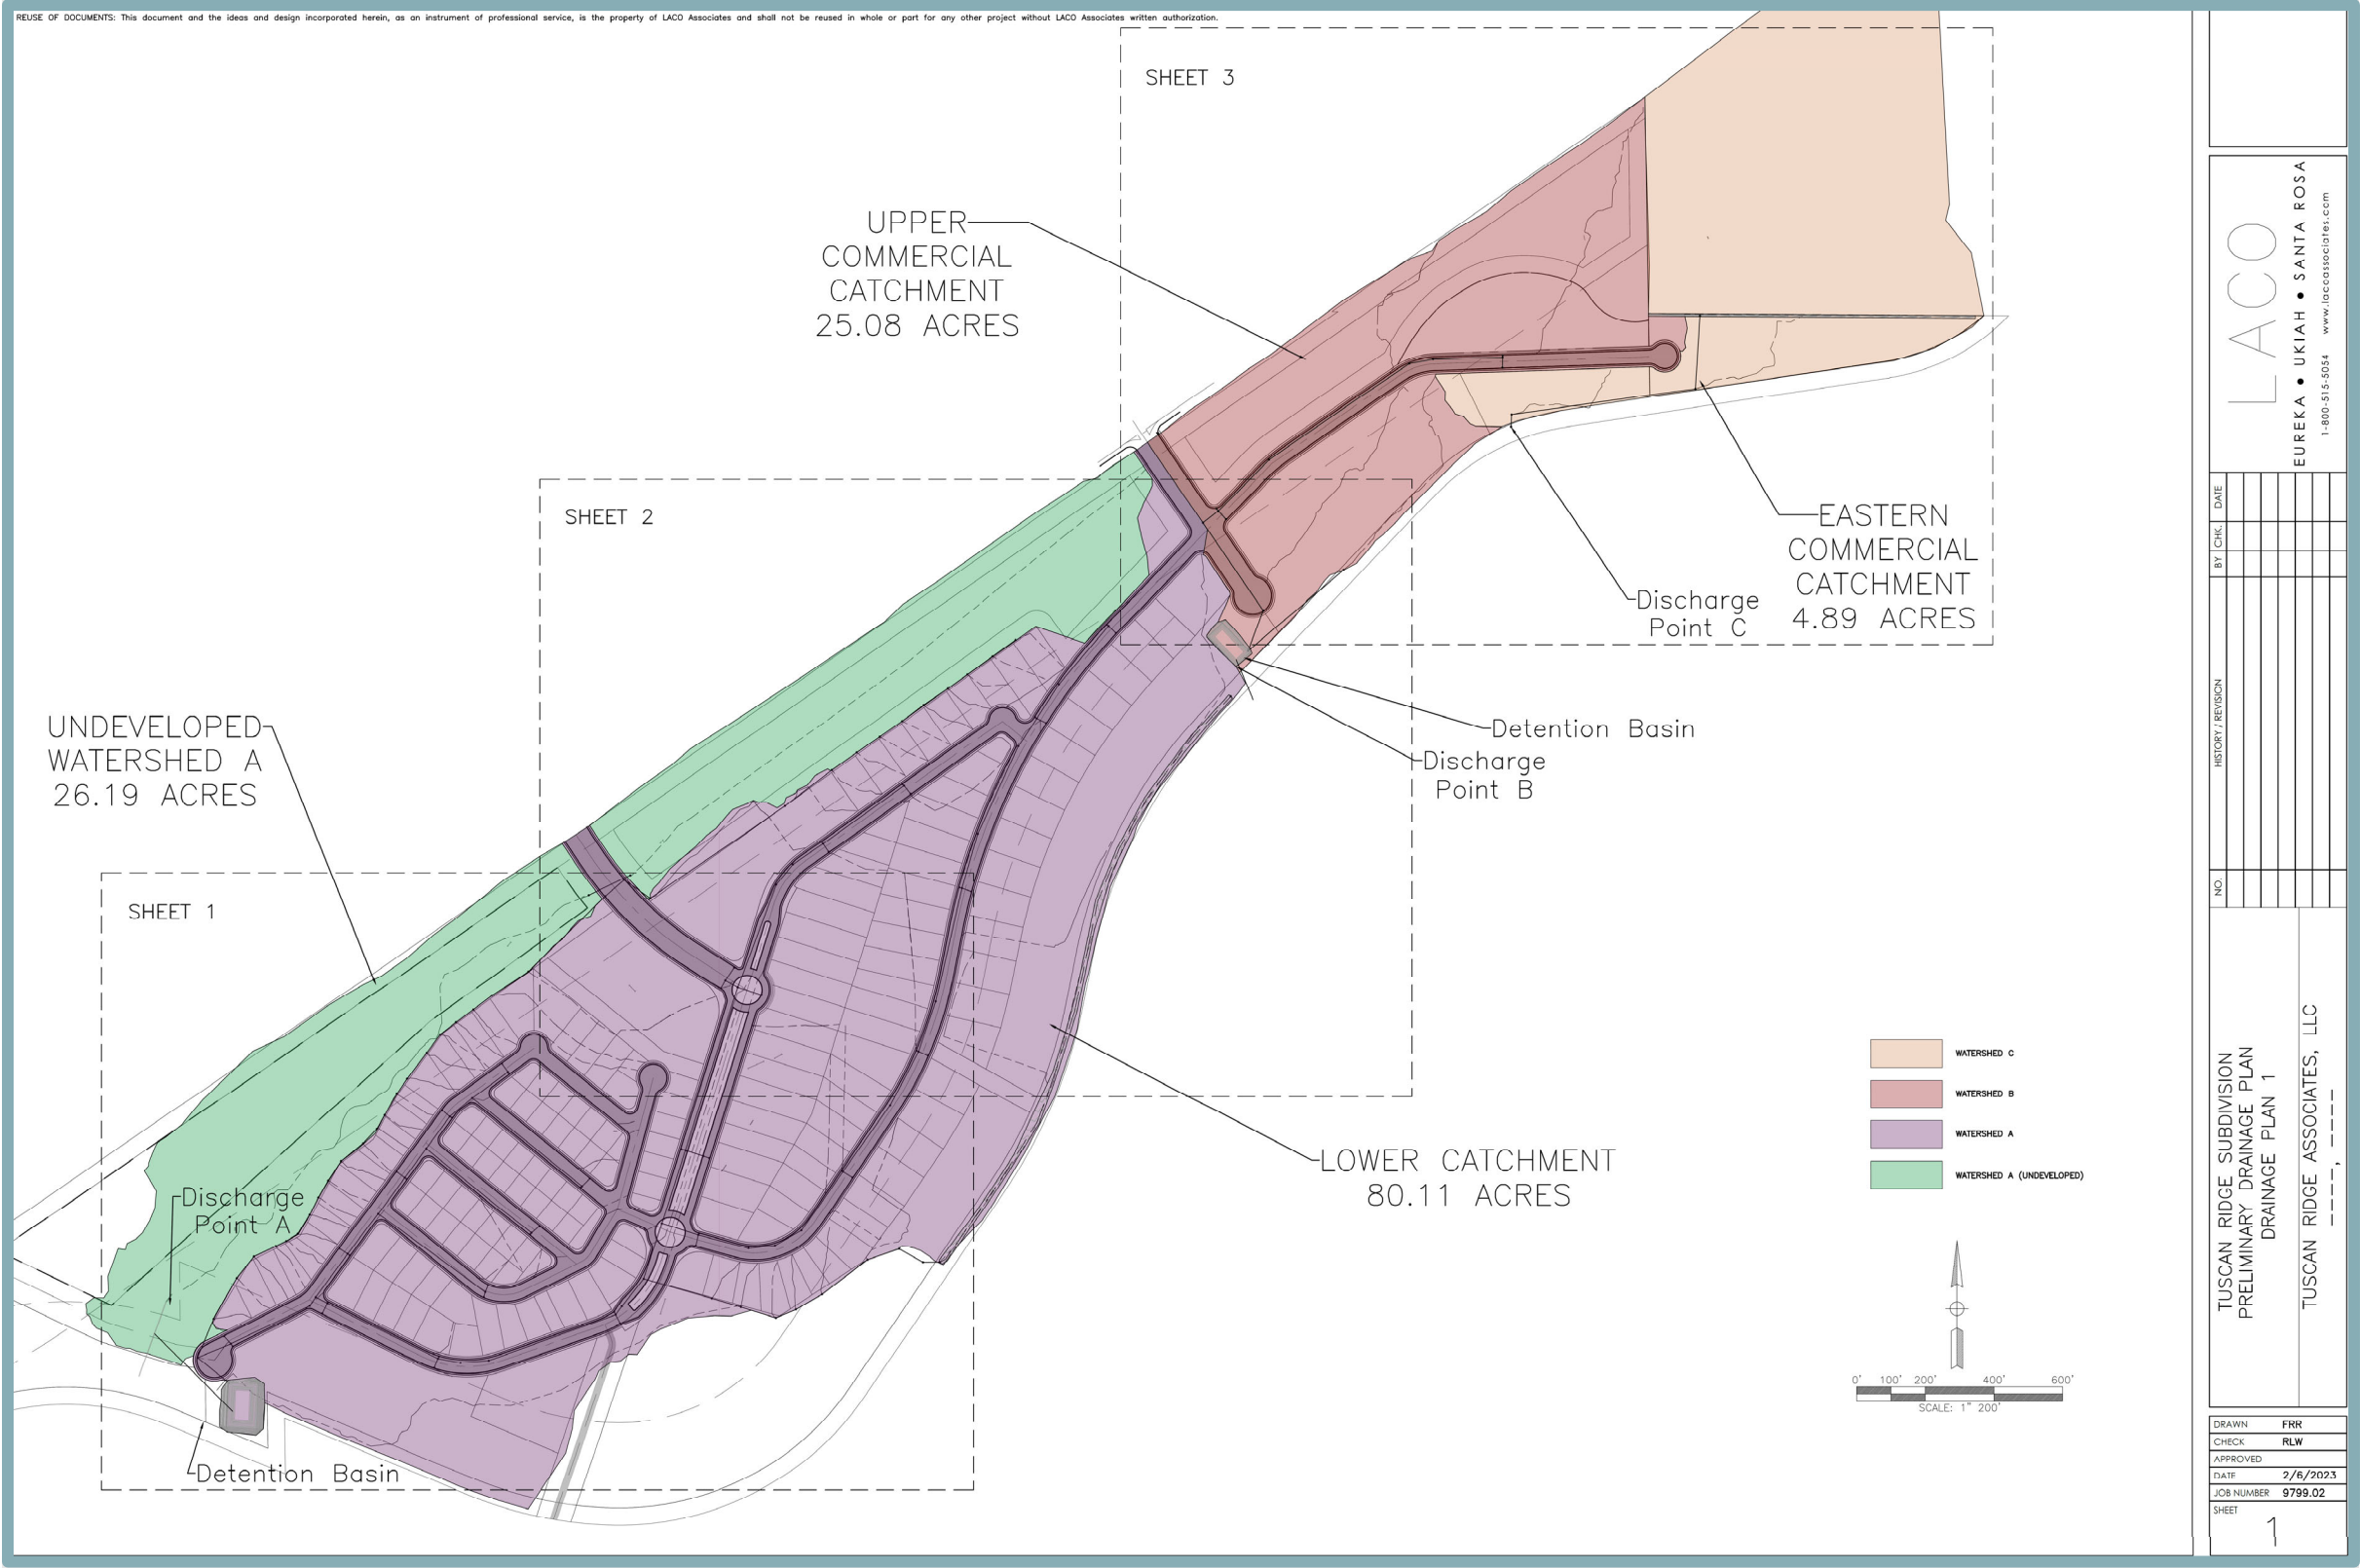 REUSE OF DOCUMENTS: This document and the ideas and design incorporated herein, as an instrument of professional service, is the property of LACO Associates and shall not be reused in whole or part for any other project without LACO Associates written authorization.
SHEET 3
UPPER
COMMERCIAL
CATCHMENT
25.08 ACRES
SHEET 2
EASTERN
COMMERCIAL
CATCHMENT
4.89 ACRES
Discharge
Point C
Detention Basin
Discharge
Point B
UNDEVELOPED
WATERSHED A
26.19 ACRES
SHEET 1
Discharge
Point A
LOWER CATCHMENT
80.11 ACRES
Detention Basin
WATERSHED C
WATERSHED B
WATERSHED A
WATERSHED A (UNDEVELOPED)
0' 100' 200' 400' 600'
SCALE: 1" 200'
LACO
EUREKA • UKIAH • SANTA ROSA
1-800-515-5054 www.lacoassociates.com
NO. HISTORY / REVISION BY CHK. DATE
TUSCAN RIDGE SUBDIVISION
PRELIMINARY DRAINAGE PLAN
DRAINAGE PLAN 1
TUSCAN RIDGE ASSOCIATES, LLC
----, ----
DRAWN FRR
CHECK RLW
APPROVED
DATE 2/6/2023
JOB NUMBER 9799.02
SHEET
1